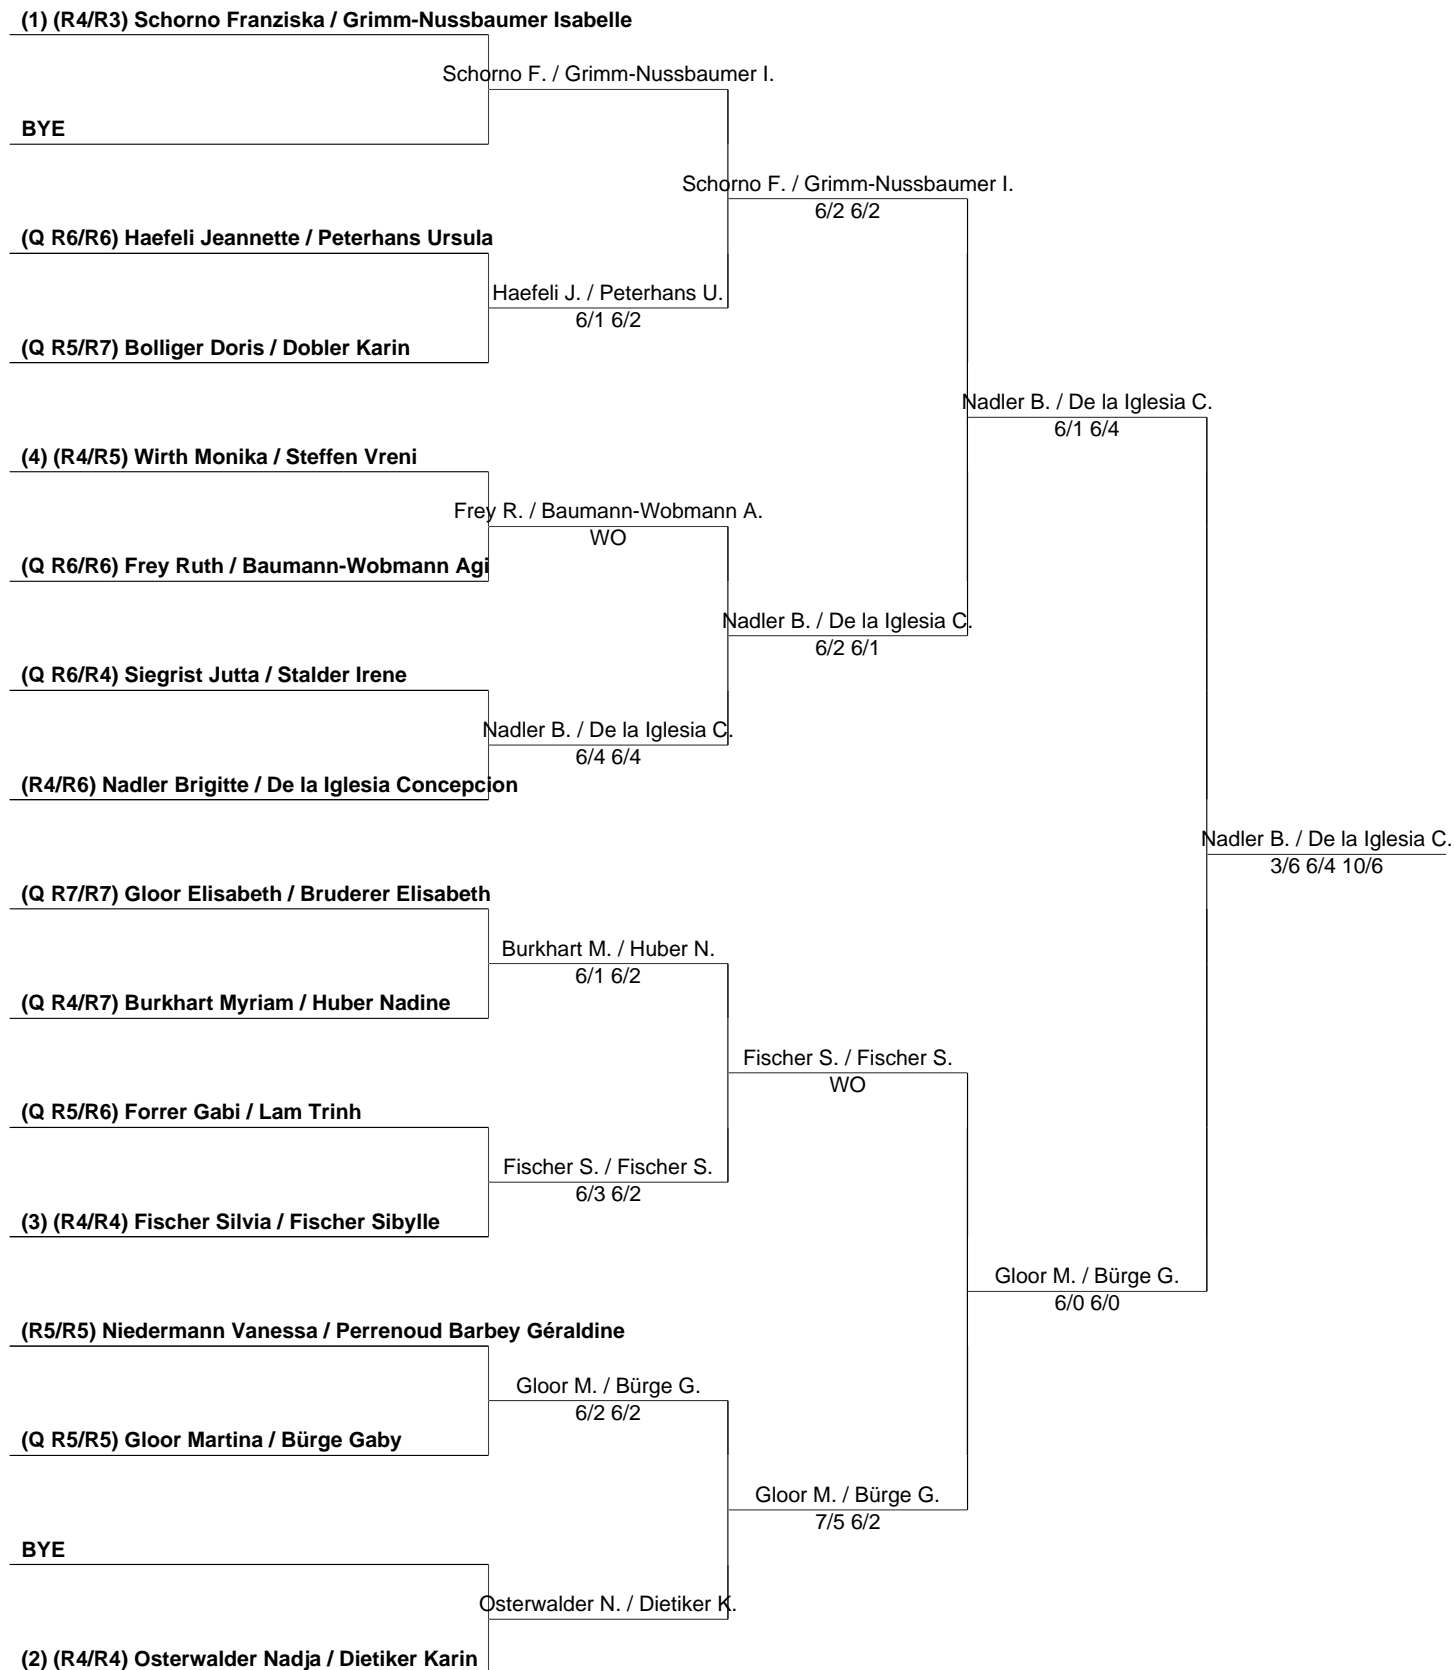 (1) (R4/R3) Schorno Franziska / Grimm-Nussbaumer Isabelle
Schorno F. / Grimm-Nussbaumer I.
BYE
Schorno F. / Grimm-Nussbaumer I.
6/2 6/2
(Q R6/R6) Haefeli Jeannette / Peterhans Ursula
Haefeli J. / Peterhans U.
6/1 6/2
(Q R5/R7) Bolliger Doris / Dobler Karin
Nadler B. / De la Iglesia C.
6/1 6/4
(4) (R4/R5) Wirth Monika / Steffen Vreni
Frey R. / Baumann-Wobmann A.
WO
(Q R6/R6) Frey Ruth / Baumann-Wobmann Agi
Nadler B. / De la Iglesia C.
6/2 6/1
(Q R6/R4) Siegrist Jutta / Stalder Irene
Nadler B. / De la Iglesia C.
6/4 6/4
(R4/R6) Nadler Brigitte / De la Iglesia Concepcion
Nadler B. / De la Iglesia C.
3/6 6/4 10/6
(Q R7/R7) Gloor Elisabeth / Bruderer Elisabeth
Burkhart M. / Huber N.
6/1 6/2
(Q R4/R7) Burkhart Myriam / Huber Nadine
Fischer S. / Fischer S.
WO
(Q R5/R6) Forrer Gabi / Lam Trinh
Fischer S. / Fischer S.
6/3 6/2
(3) (R4/R4) Fischer Silvia / Fischer Sibylle
Gloor M. / Bürge G.
6/0 6/0
(R5/R5) Niedermann Vanessa / Perrenoud Barbey Géraldine
Gloor M. / Bürge G.
6/2 6/2
(Q R5/R5) Gloor Martina / Bürge Gaby
Gloor M. / Bürge G.
7/5 6/2
BYE
Osterwalder N. / Dietiker K.
(2) (R4/R4) Osterwalder Nadja / Dietiker Karin